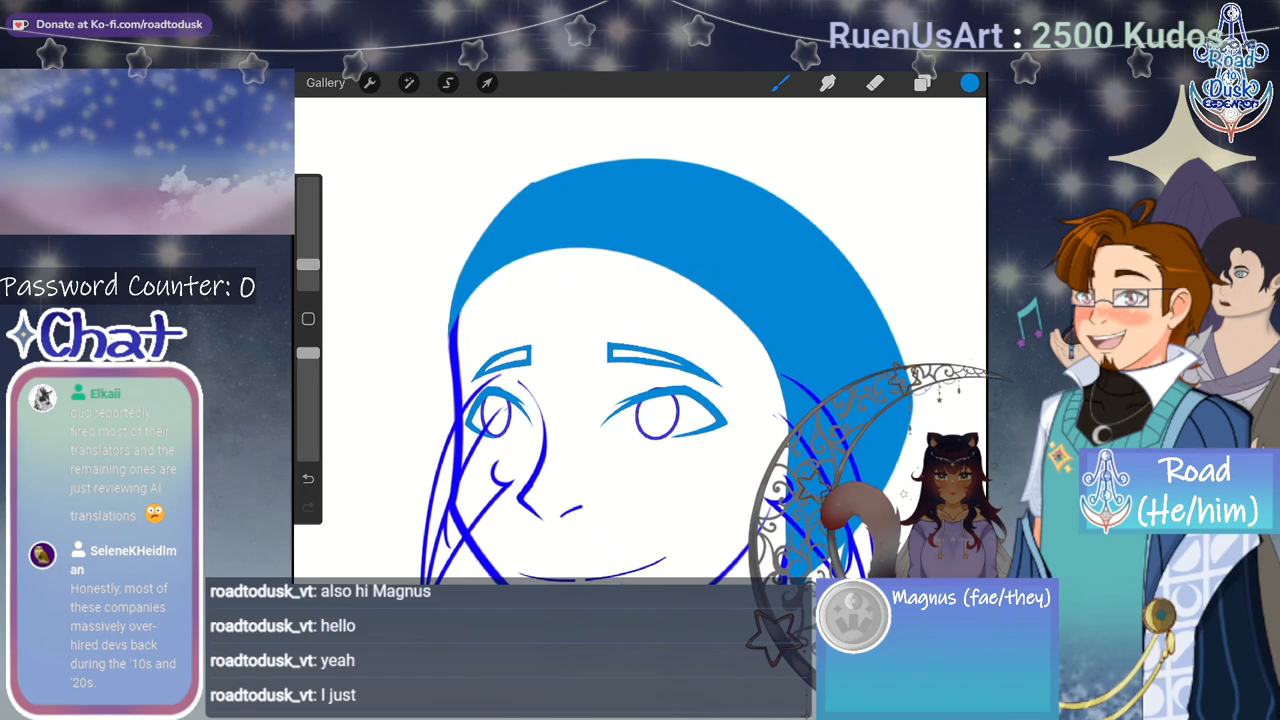 Donate at Ko-fi.com/roadtodusk
RuenUsArt : 2500 Kudos
Road
to
Dusk
Gallery
Password Counter: 0
Chat
Elkaii
duo reportedly
fired most of their
translators and the
remaining ones are
just reviewing AI
translations 😟
SeleneKHeidlm
an
Honestly, most of
these companies
massively over-
hired devs back
during the '10s and
'20s.
roadtodusk_vt: also hi Magnus
roadtodusk_vt: hello
roadtodusk_vt: yeah
roadtodusk_vt: I just
Magnus (fae/they)
Road
(He/him)